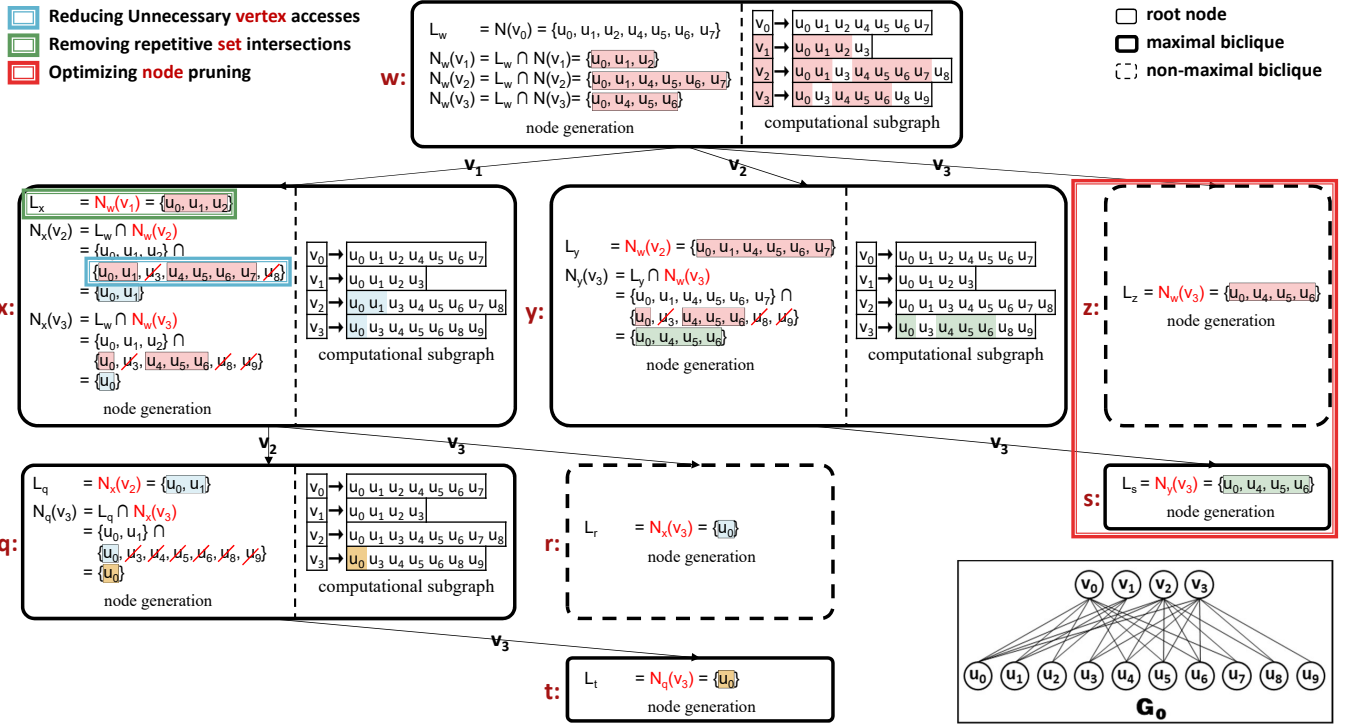 Reducing Unnecessary vertex accesses
Removing repetitive set intersections
Optimizing node pruning
root node
maximal biclique
non-maximal biclique
w:
L_w = N(v_0) = {u_0, u_1, u_2, u_4, u_5, u_6, u_7}
N_w(v_1) = L_w ∩ N(v_1)= {u_0, u_1, u_2}
N_w(v_2) = L_w ∩ N(v_2)= {u_0, u_1, u_4, u_5, u_6, u_7}
N_w(v_3) = L_w ∩ N(v_3)= {u_0, u_4, u_5, u_6}
node generation
v_0 → u_0 u_1 u_2 u_4 u_5 u_6 u_7
v_1 → u_0 u_1 u_2 u_3
v_2 → u_0 u_1 u_3 u_4 u_5 u_6 u_7 u_8
v_3 → u_0 u_3 u_4 u_5 u_6 u_8 u_9
computational subgraph
v_1
v_2
v_3
x:
L_x = N_w(v_1) = {u_0, u_1, u_2}
N_x(v_2) = L_w ∩ N_w(v_2)
= {u_0, u_1, u_2} ∩
{u_0, u_1, u_3, u_4, u_5, u_6, u_7, u_8}
= {u_0, u_1}
N_x(v_3) = L_w ∩ N_w(v_3)
= {u_0, u_1, u_2} ∩
{u_0, u_3, u_4, u_5, u_6, u_8, u_9}
= {u_0}
node generation
v_0 → u_0 u_1 u_2 u_4 u_5 u_6 u_7
v_1 → u_0 u_1 u_2 u_3
v_2 → u_0 u_1 u_3 u_4 u_5 u_6 u_7 u_8
v_3 → u_0 u_3 u_4 u_5 u_6 u_8 u_9
computational subgraph
y:
L_y = N_w(v_2) = {u_0, u_1, u_4, u_5, u_6, u_7}
N_y(v_3) = L_y ∩ N_w(v_3)
= {u_0, u_1, u_4, u_5, u_6, u_7} ∩
{u_0, u_3, u_4, u_5, u_6, u_8, u_9}
= {u_0, u_4, u_5, u_6}
node generation
v_0 → u_0 u_1 u_2 u_4 u_5 u_6 u_7
v_1 → u_0 u_1 u_2 u_3
v_2 → u_0 u_1 u_3 u_4 u_5 u_6 u_7 u_8
v_3 → u_0 u_3 u_4 u_5 u_6 u_8 u_9
computational subgraph
z:
L_z = N_w(v_3) = {u_0, u_4, u_5, u_6}
node generation
v_2
v_3
v_3
q:
L_q = N_x(v_2) = {u_0, u_1}
N_q(v_3) = L_q ∩ N_x(v_3)
= {u_0, u_1} ∩
{u_0, u_3, u_4, u_5, u_6, u_8, u_9}
= {u_0}
node generation
v_0 → u_0 u_1 u_2 u_4 u_5 u_6 u_7
v_1 → u_0 u_1 u_2 u_3
v_2 → u_0 u_1 u_3 u_4 u_5 u_6 u_7 u_8
v_3 → u_0 u_3 u_4 u_5 u_6 u_8 u_9
computational subgraph
r:
L_r = N_x(v_3) = {u_0}
node generation
s:
L_s = N_y(v_3) = {u_0, u_4, u_5, u_6}
node generation
v_3
t:
L_t = N_q(v_3) = {u_0}
node generation
v_0 v_1 v_2 v_3
u_0 u_1 u_2 u_3 u_4 u_5 u_6 u_7 u_8 u_9
G_0